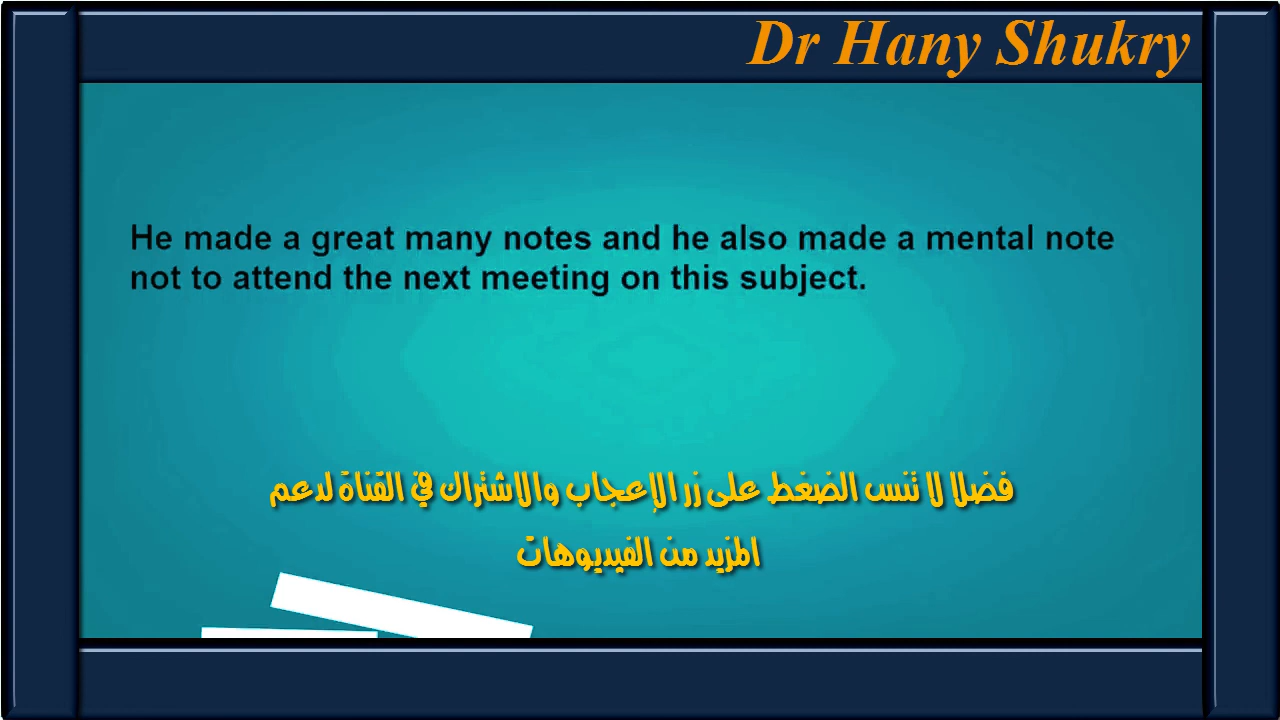 Dr Hany Shukry
He made a great many notes and he also made a mental note
not to attend the next meeting on this subject.
فضلا لا تنس الضغط على زر الإعجاب والاشتراك في القناة لدعم
المزيد من الفيديوهات